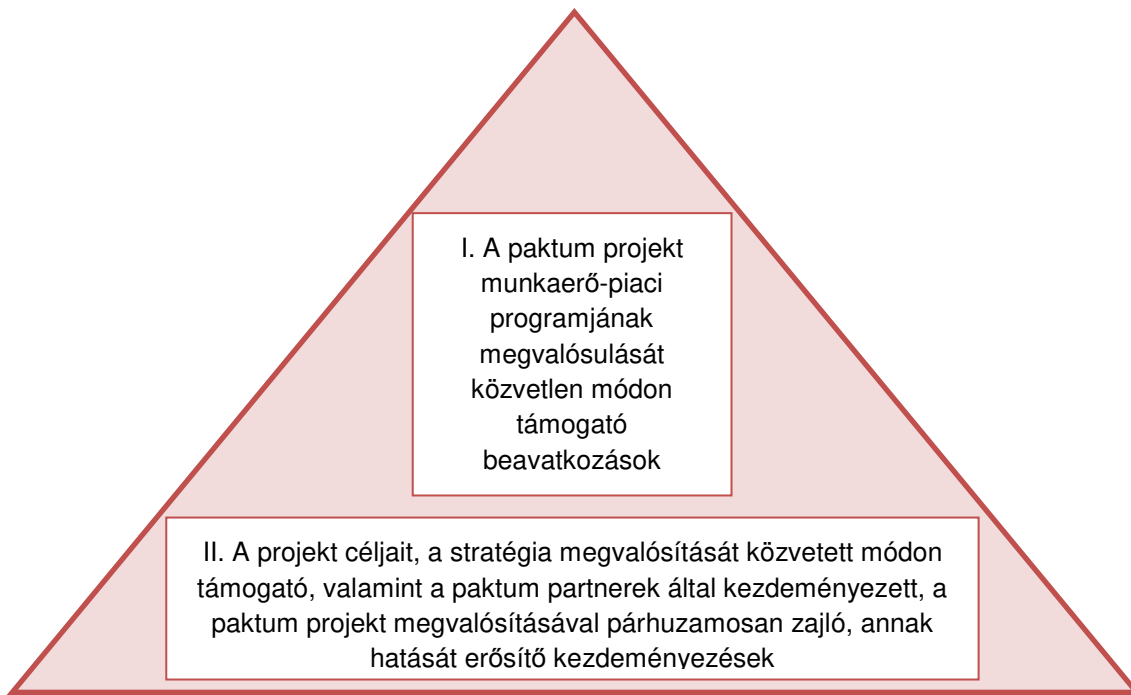 I. A paktum projekt
munkaerő-piaci
programjának
megvalósulását
közvetlen módon
támogató
beavatkozások
II. A projekt céljait, a stratégia megvalósítását közvetett módon
támogató, valamint a paktum partnerek által kezdeményezett, a
paktum projekt megvalósításával párhuzamosan zajló, annak
hatását erősítő kezdeményezések